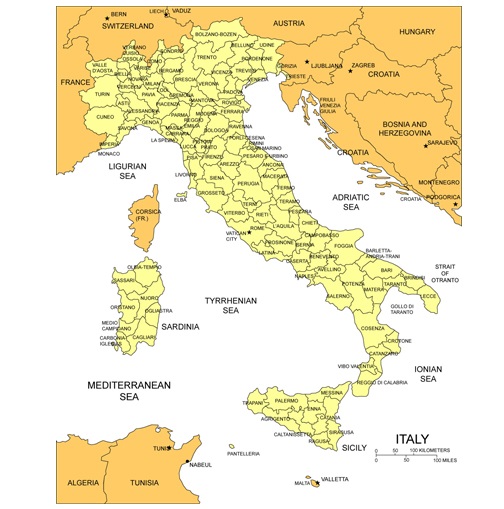 BERN
LIECH
VADUZ
SWITZERLAND
AUSTRIA
HUNGARY
BOLZANO-BOZEN
SONDRIO
BELLUNO
UDINE
TRENTO
PORDENONE
VERBANO
CUSIO
OSSOLA
VALLE
D'AOSTA
COMO
BERGAMO
VICENZA
TREVISO
GORIZIA
LJUBLJANA
ZAGREB
CROATIA
FRANCE
BIELLA
NOVARA
MILAN
BRESCIA
VERONA
VENEZIA
TRIESTE
VERCELLI
TURIN
PAVIA
LODI
CREMONA
MANTOVA
PADOVA
ROVIGO
FRIULI
VENEZIA
GIULIA
ASTI
ALESSANDRIA
PIACENZA
PARMA
REGGIO
EMILIA
MODENA
FERRARA
CUNEO
GENOA
SAVONA
BOLOGNA
RAVENNA
BOSNIA AND
HERZEGOVINA
SARAJEVO
IMPERIA
MONACO
LA SPEZIA
MASSA
CARRARA
LUCCA
PISTOIA
PRATO
FORLI
CESENA
RIMINI
SAN MARINO
CROATIA
PISA
FIRENZE
PESARO E URBINO
AREZZO
ANCONA
LIGURIAN
SEA
LIVORNO
SIENA
MACERATA
PERUGIA
FERMO
MONTENEGRO
CROATIA
PODGORICA
ELBA
GROSSETO
TERNI
TERAMO
ADRIATIC
SEA
CORSICA
(FR.)
VITERBO
RIETI
PESCARA
L'AQUILA
CHIETI
VATICAN
CITY
ROME
FROSINONE
ISERNIA
CAMPOBASSO
FOGGIA
BARLETTA-
ANDRIA-TRANI
LATINA
CASERTA
BENEVENTO
BARI
BRINDISI
STRAIT
OF
OTRANTO
OLBIA-TEMPIO
SASSARI
NAPLES
AVELLINO
POTENZA
MATERA
TARANTO
LECCE
NUORO
SALERNO
GOLLO DI
TARANTO
ORISTANO
OGLIASTRA
TYRRHENIAN
SEA
MEDIO
CAMPIDANO
SARDINIA
COSENZA
CARBONIA
IGLESIAS
CAGLIARI
CROTONE
CATANZARO
VIBO VALENTIA
IONIAN
SEA
MEDITERRANEAN
SEA
REGGIO DI CALABRIA
MESSINA
TRAPANI
PALERMO
ENNA
AGRIGENTO
CATANIA
CALTANISSETTA
SIRACUSA
RAGUSA
SICILY
ITALY
0 50 100 KILOMETERS
0 50 100 MILES
TUNIS
NABEUL
PANTELLERIA
ALGERIA
TUNISIA
MALTA
VALLETTA